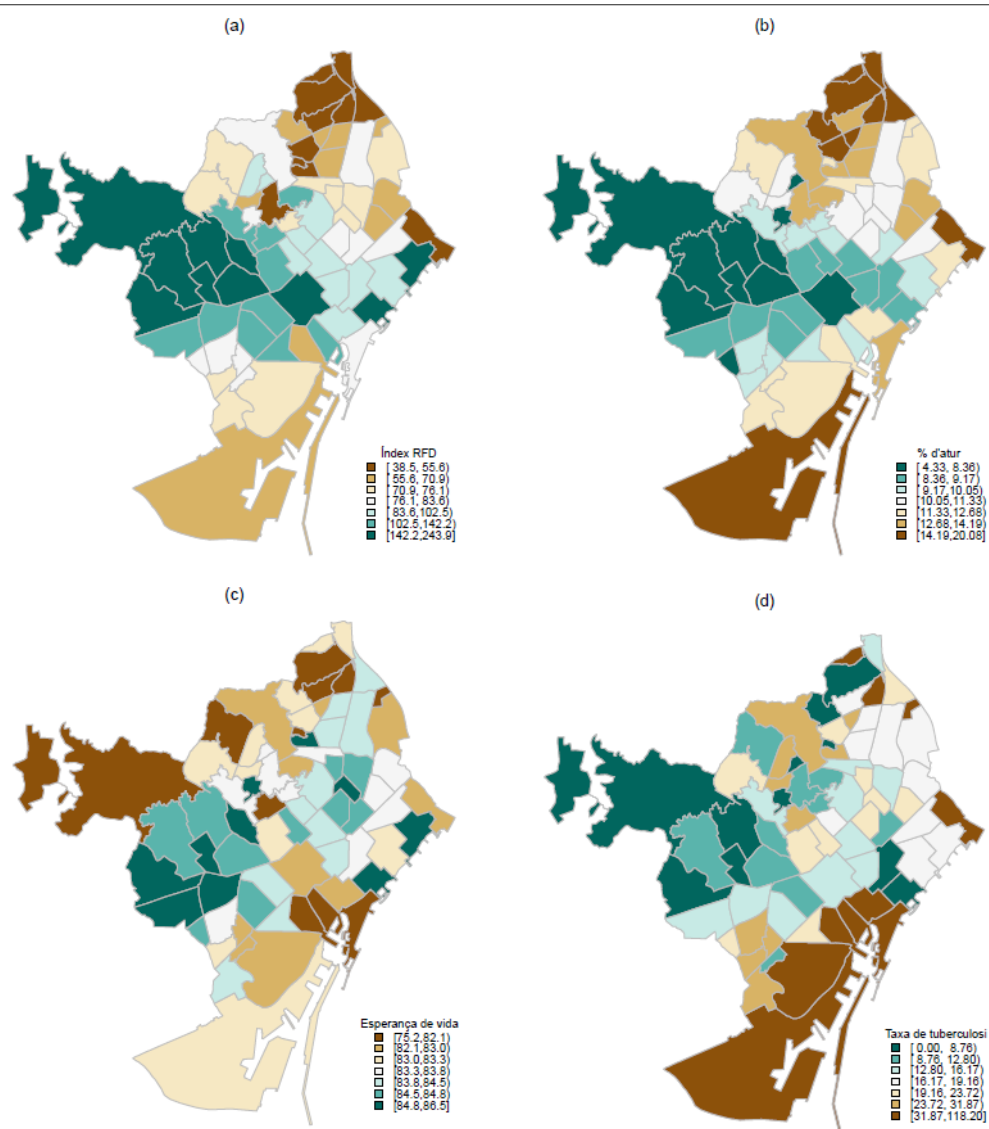 (a)
(b)
Índex RFD
[ 38.5, 55.6)
[ 55.6, 70.9)
[ 70.9, 76.1)
[ 76.1, 83.6)
[ 83.6,102.5)
[102.5,142.2)
[142.2,243.9]
% d'atur
[ 4.33, 8.36)
[ 8.36, 9.17)
[ 9.17,10.05)
[10.05,11.33)
[11.33,12.68)
[12.68,14.19)
[14.19,20.08]
(c)
(d)
Esperança de vida
[75.2,82.1)
[82.1,83.0)
[83.0,83.3)
[83.3,83.8)
[83.8,84.5)
[84.5,84.8)
[84.8,86.5]
Taxa de tuberculosi
[ 0.00, 8.76)
[ 8.76, 12.80)
[12.80, 16.17)
[16.17, 19.16)
[19.16, 23.72)
[23.72, 31.87)
[31.87,118.20]